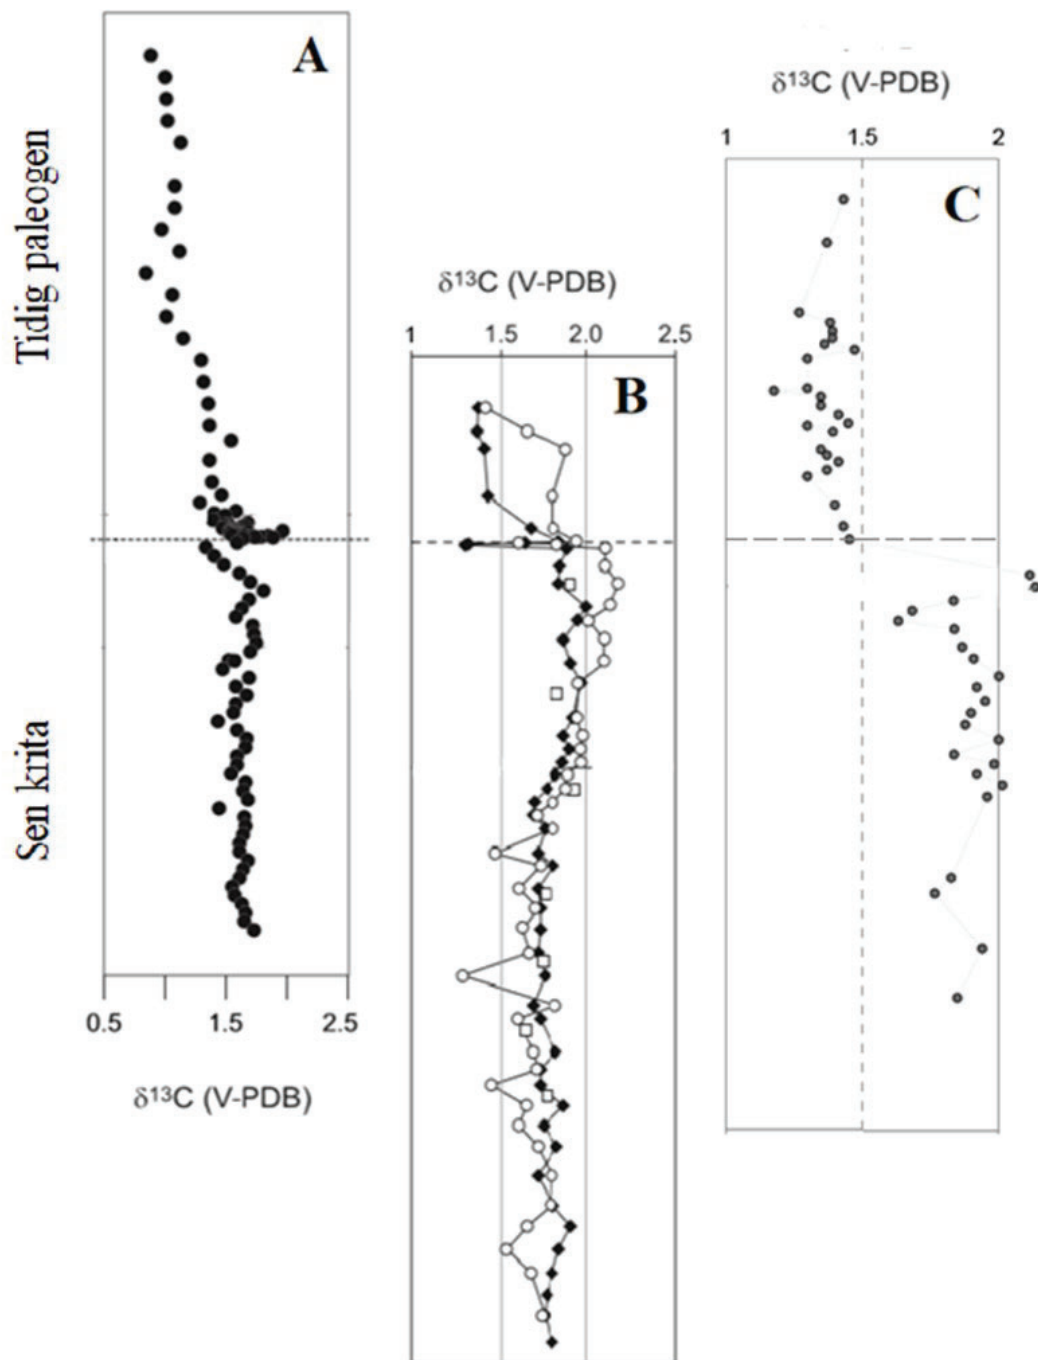 A
Tidig paleogen
Sen krita
0.5 1.5 2.5
δ13C (V-PDB)
δ13C (V-PDB)
1 1.5 2.0 2.5
B
δ13C (V-PDB)
1 1.5 2
C